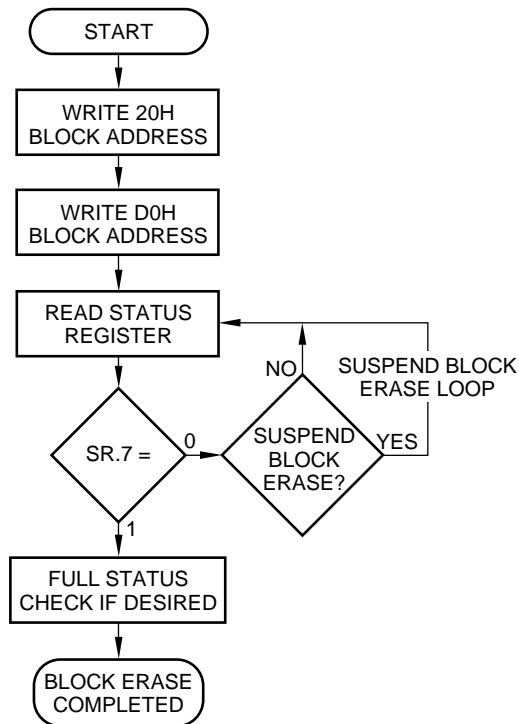 START
WRITE 20H
BLOCK ADDRESS
WRITE D0H
BLOCK ADDRESS
READ STATUS
REGISTER
NO
SUSPEND BLOCK
ERASE LOOP
SR.7 =
0
SUSPEND
BLOCK
ERASE?
YES
1
FULL STATUS
CHECK IF DESIRED
BLOCK ERASE
COMPLETED